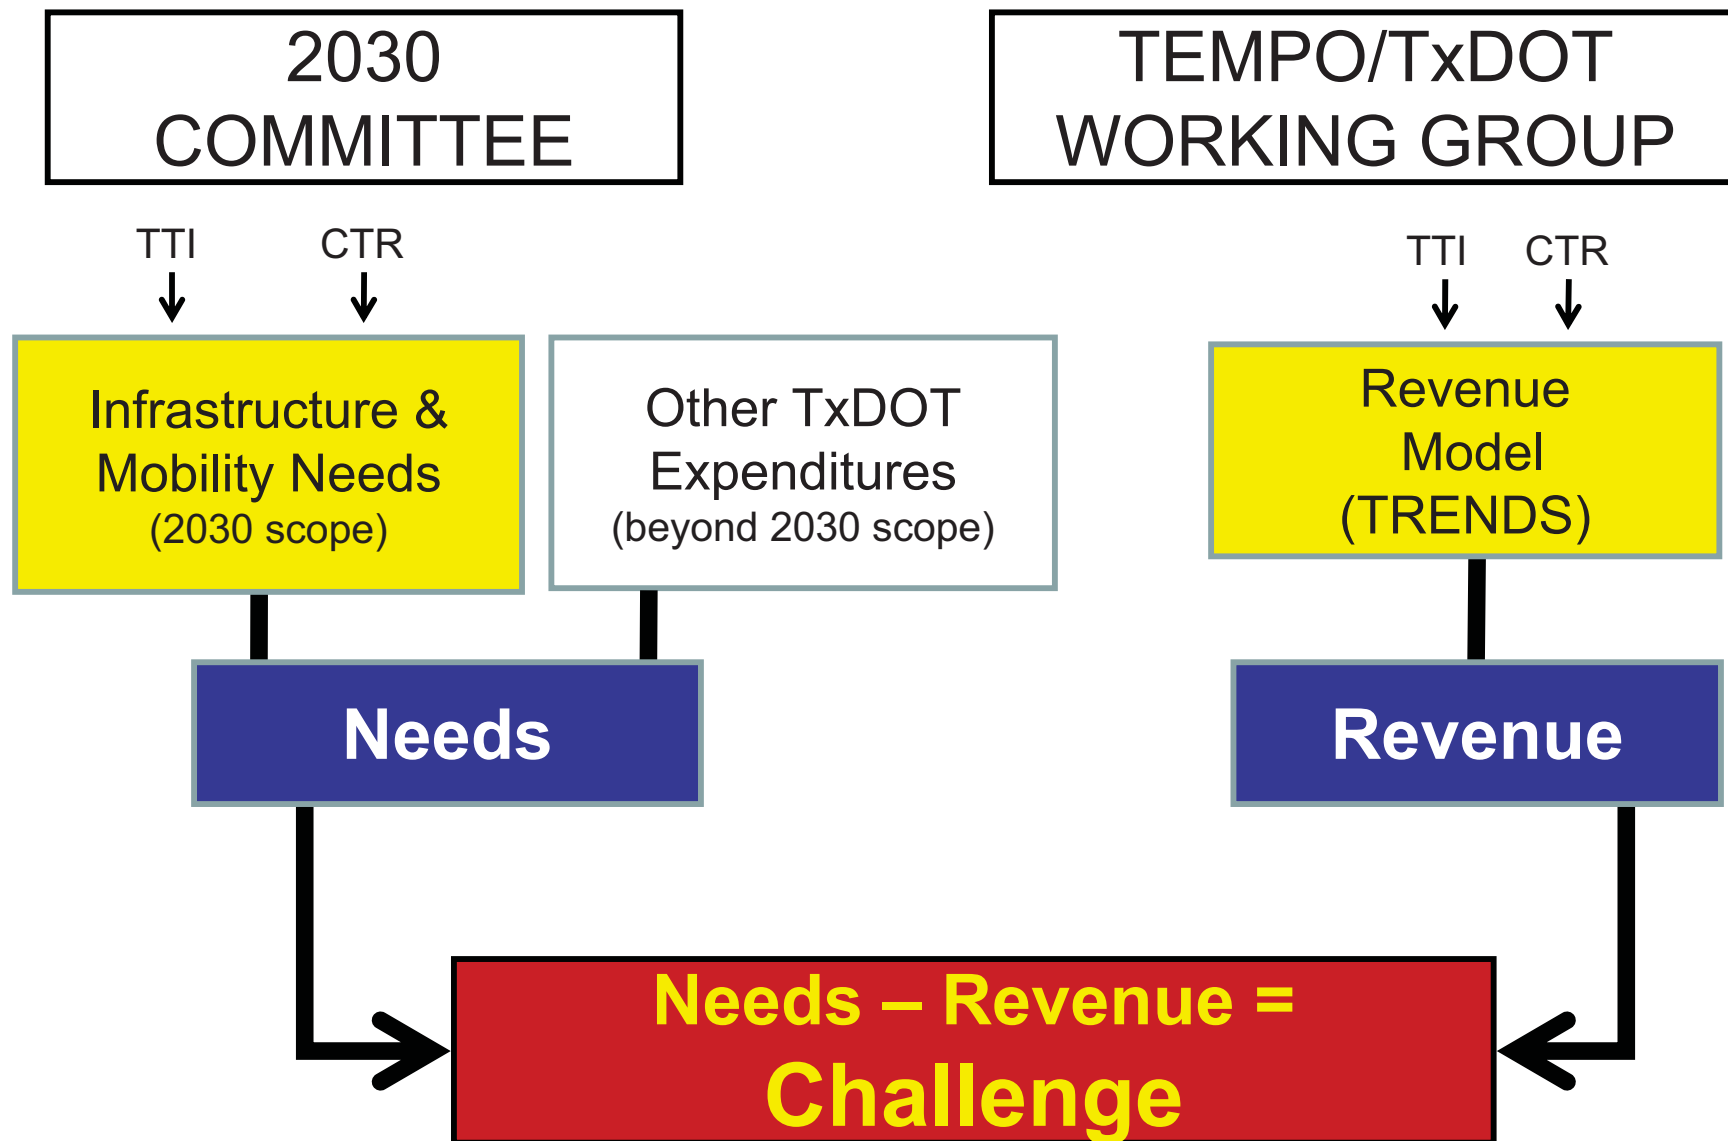 2030
COMMITTEE
TEMPO/TxDOT
WORKING GROUP
TTI
CTR
TTI
CTR
Infrastructure &
Mobility Needs
(2030 scope)
Other TxDOT
Expenditures
(beyond 2030 scope)
Revenue
Model
(TRENDS)
Needs
Revenue
Needs – Revenue =
Challenge